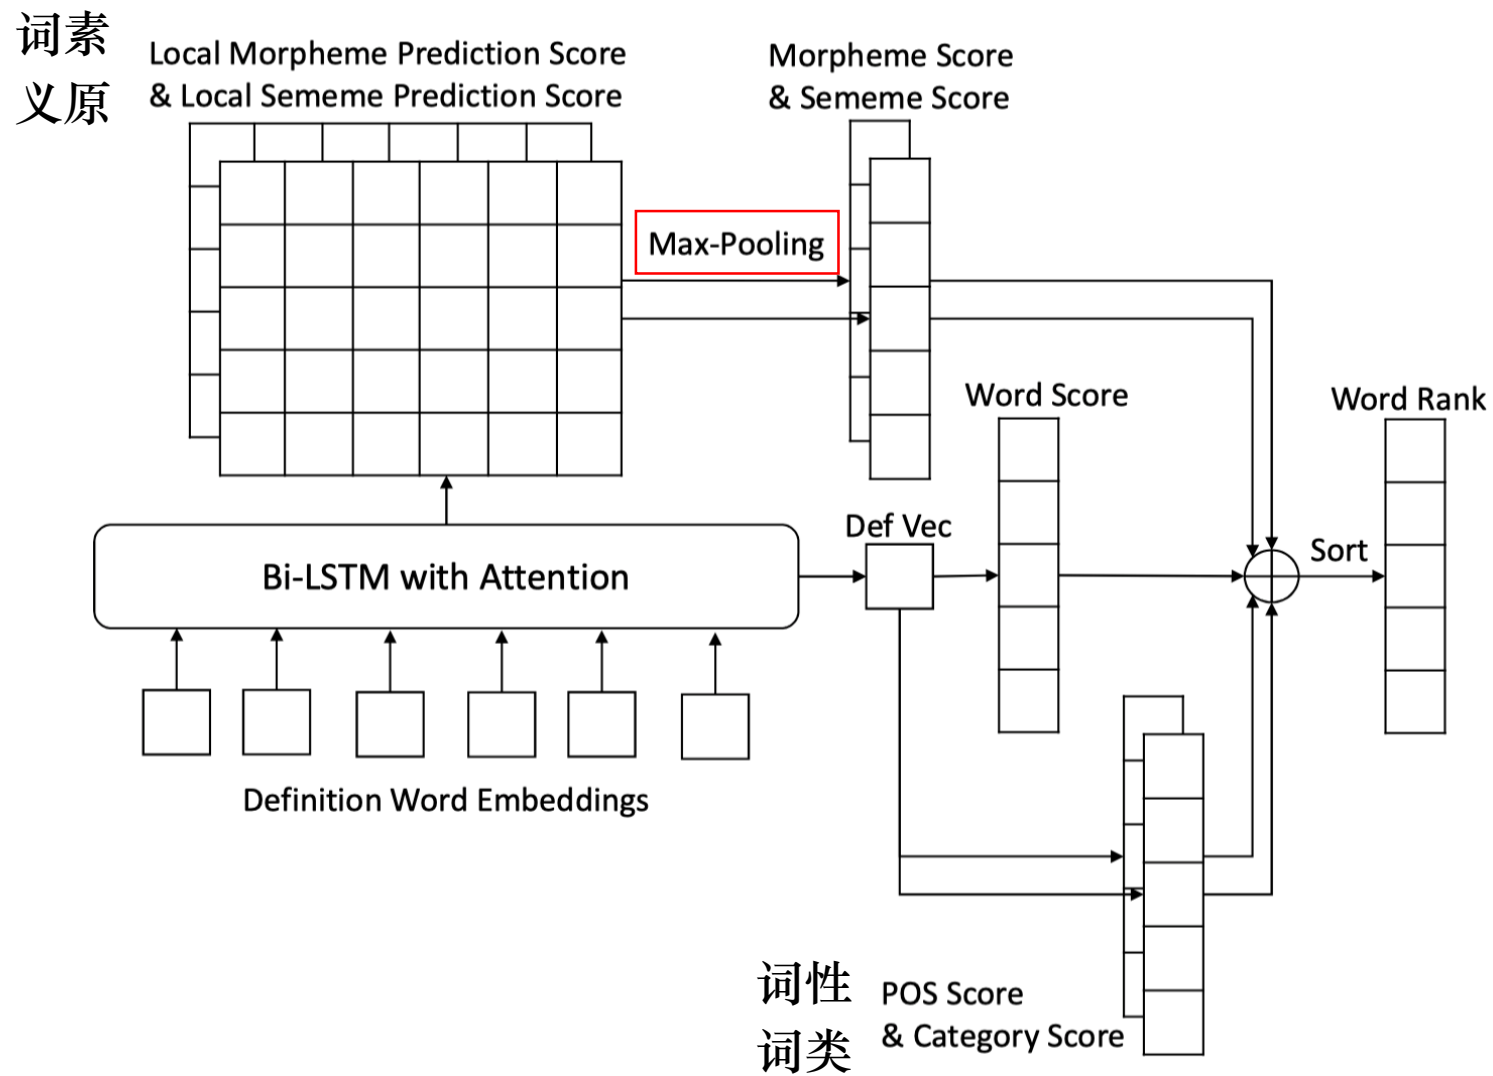 词素
义原
Local Morpheme Prediction Score
& Local Sememe Prediction Score
Morpheme Score
& Sememe Score
Max-Pooling
Word Score
Word Rank
Def Vec
Sort
Bi-LSTM with Attention
Definition Word Embeddings
词性
词类
POS Score
& Category Score